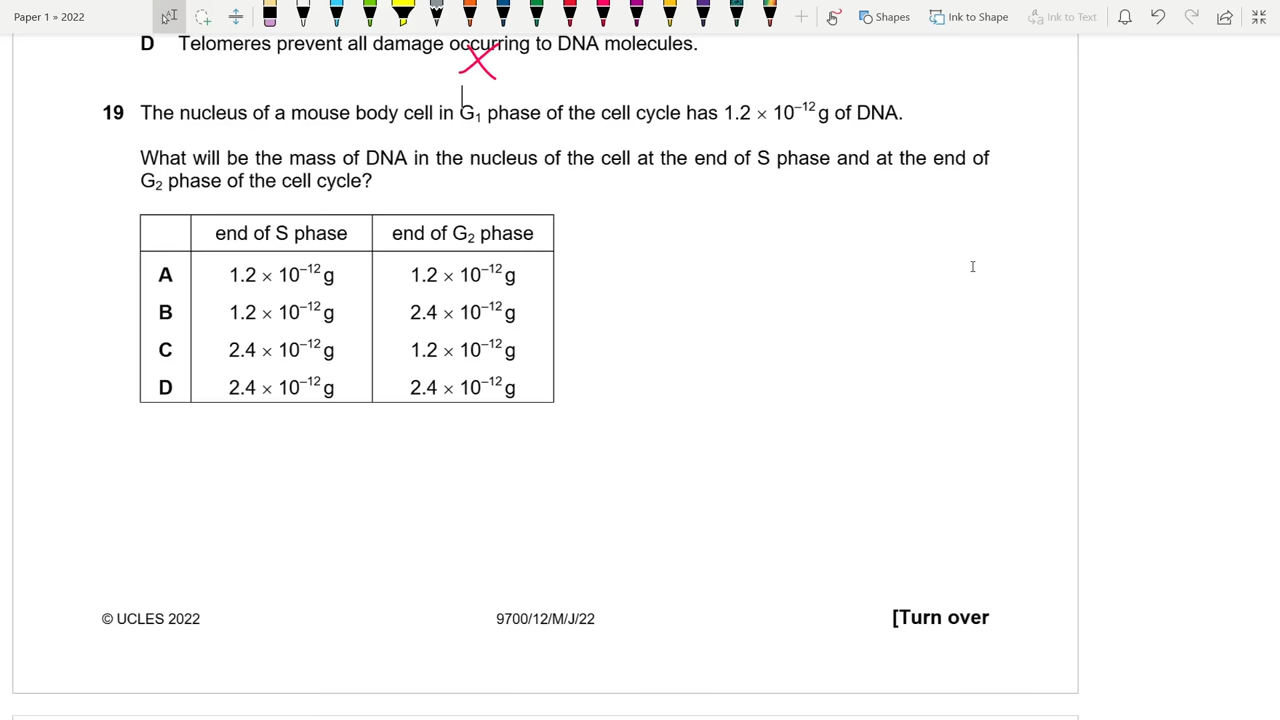 Paper 1 » 2022
Shapes
Ink to Shape
Ink to Text
D Telomeres prevent all damage occurring to DNA molecules.
19 The nucleus of a mouse body cell in G₁ phase of the cell cycle has 1.2 × 10⁻¹² g of DNA.
What will be the mass of DNA in the nucleus of the cell at the end of S phase and at the end of
G₂ phase of the cell cycle?
end of S phase end of G₂ phase
A 1.2 × 10⁻¹² g 1.2 × 10⁻¹² g
B 1.2 × 10⁻¹² g 2.4 × 10⁻¹² g
C 2.4 × 10⁻¹² g 1.2 × 10⁻¹² g
D 2.4 × 10⁻¹² g 2.4 × 10⁻¹² g
© UCLES 2022 9700/12/M/J/22 [Turn over